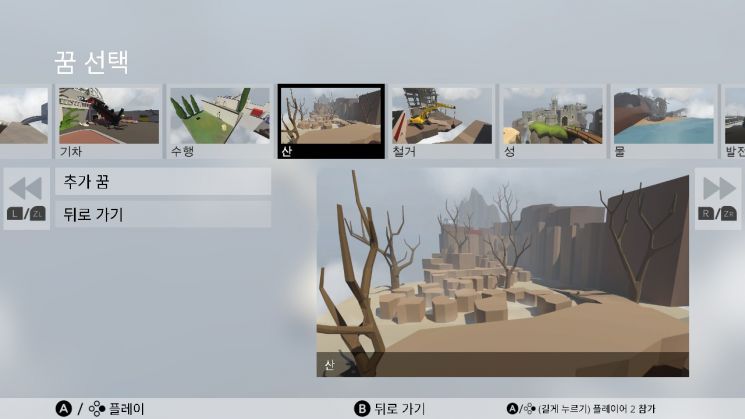 꿈 선택
기차
수행
산
철거
성
물
발전
L/ZL
추가 꿈
뒤로 가기
R/ZR
산
A / 플레이
B 뒤로 가기
A/ (길게 누르기) 플레이어 2 참가